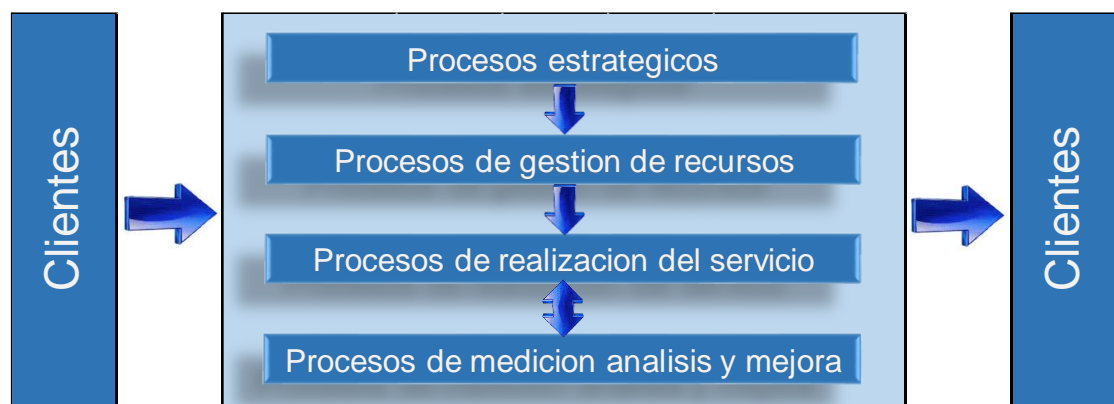 Clientes
Procesos estrategicos
Procesos de gestion de recursos
Procesos de realizacion del servicio
Procesos de medicion analisis y mejora
Clientes